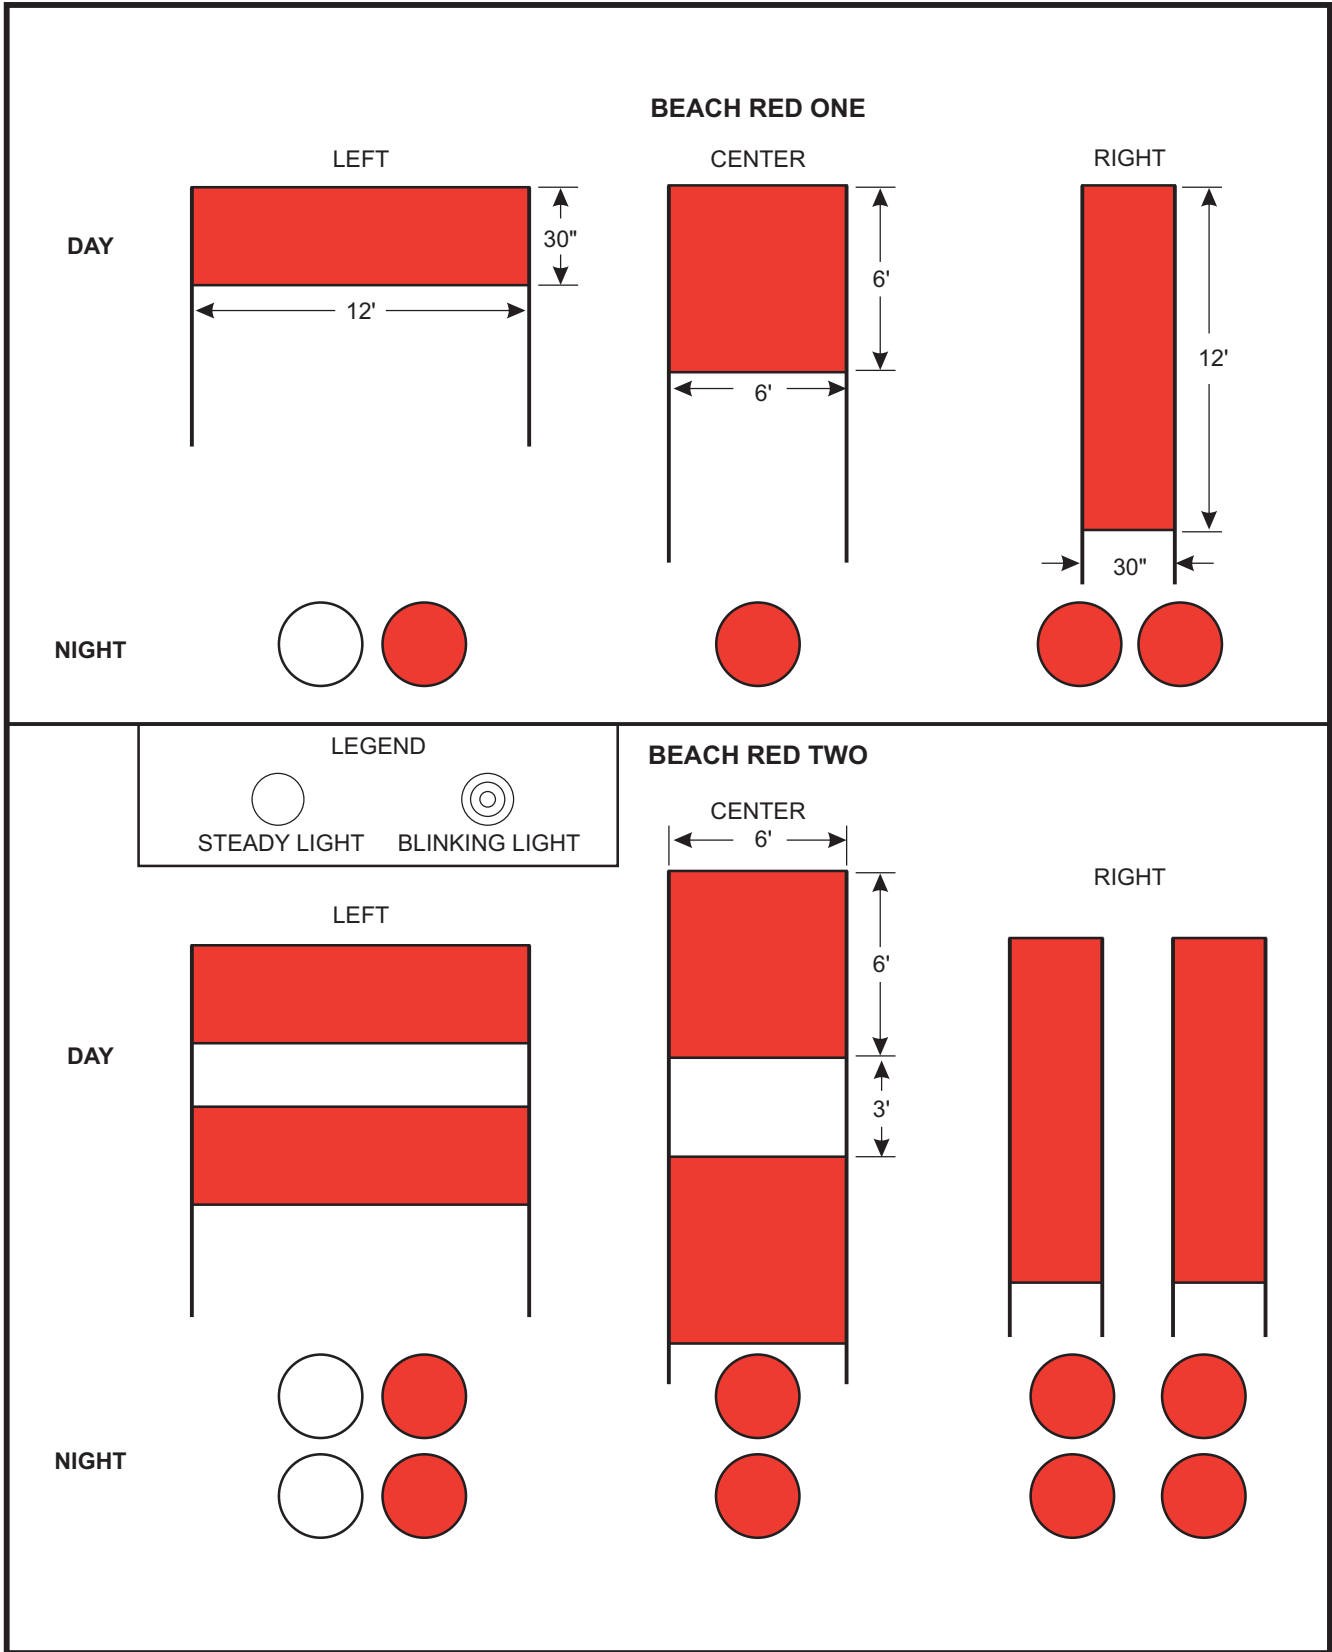 BEACH RED ONE
LEFT
CENTER
RIGHT
DAY
30"
12'
6'
6'
12'
30"
NIGHT
LEGEND
STEADY LIGHT
BLINKING LIGHT
BEACH RED TWO
CENTER
6'
LEFT
RIGHT
6'
DAY
3'
NIGHT